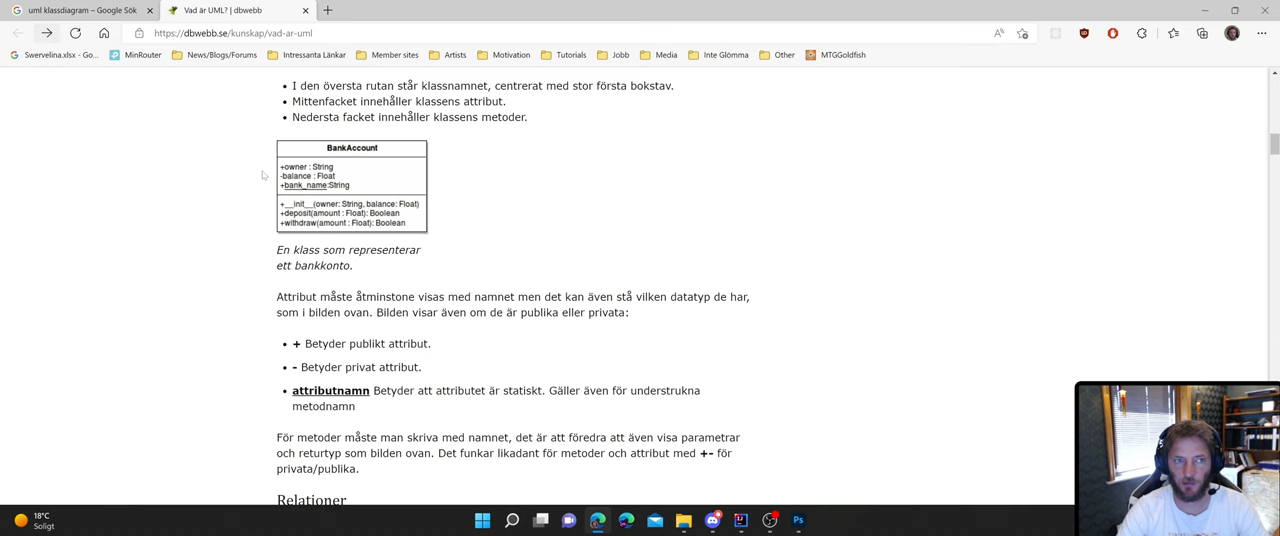 uml klassdiagram – Google Sök
Vad är UML? | dbwebb
https://dbwebb.se/kunskap/vad-ar-uml
Swervelina.xlsx - Go...
MinRouter
News/Blogs/Forums
Intressanta Länkar
Member sites
Artists
Motivation
Tutorials
Jobb
Media
Inte Glömma
Other
MTGGoldfish
• I den översta rutan står klassnamnet, centrerat med stor första bokstav.
• Mittenfacket innehåller klassens attribut.
• Nedersta facket innehåller klassens metoder.
BankAccount
+owner : String
-balance : Float
+bank_name:String
+__init__(owner: String, balance: Float)
+deposit(amount : Float): Boolean
+withdraw(amount : Float): Boolean
En klass som representerar
ett bankkonto.
Attribut måste åtminstone visas med namnet men det kan även stå vilken datatyp de har,
som i bilden ovan. Bilden visar även om de är publika eller privata:
• + Betyder publikt attribut.
• - Betyder privat attribut.
• attributnamn Betyder att attributet är statiskt. Gäller även för understrukna
metodnamn
För metoder måste man skriva med namnet, det är att föredra att även visa parametrar
och returtyp som bilden ovan. Det funkar likadant för metoder och attribut med +- för
privata/publika.
Relationer
18°C
Soligt